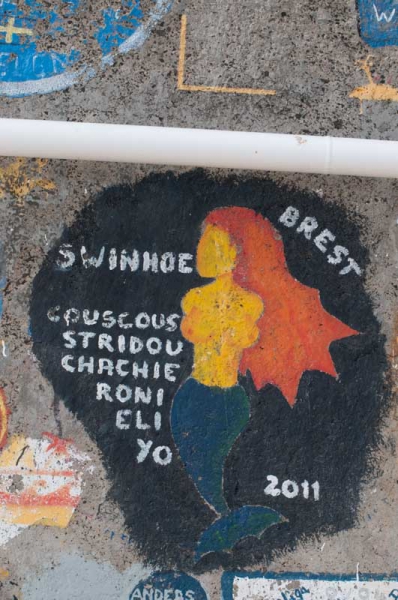 W
SWINHOE
BREST
COUSCOUS
STRIDOU
CHACHIE
RONI
ELI
YO
2011
ANDERS